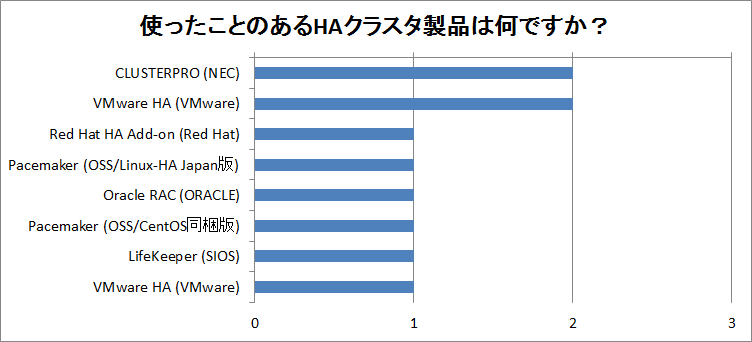 使ったことのあるHAクラスタ製品は何ですか？
CLUSTERPRO (NEC)
VMware HA (VMware)
Red Hat HA Add-on (Red Hat)
Pacemaker (OSS/Linux-HA Japan版)
Oracle RAC (ORACLE)
Pacemaker (OSS/CentOS同梱版)
LifeKeeper (SIOS)
VMware HA (VMware)
0 1 2 3